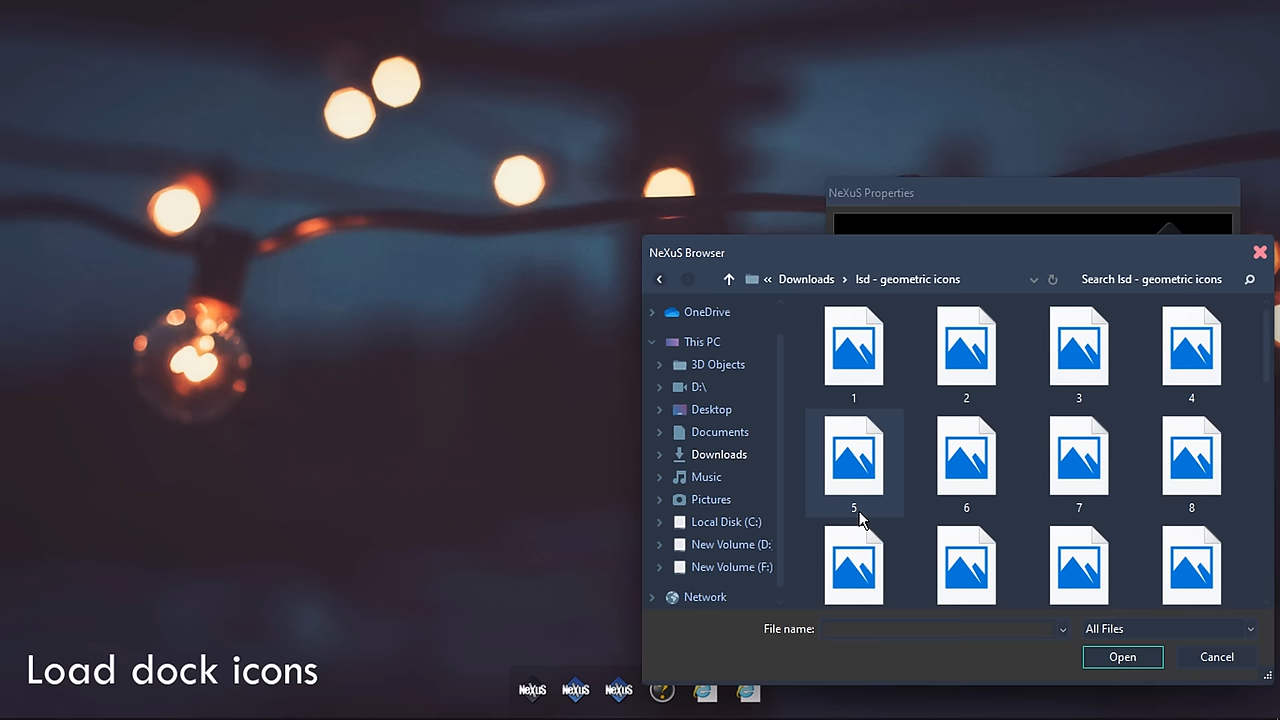 NeXuS Properties
NeXuS Browser
« Downloads › lsd - geometric icons
Search lsd - geometric icons
OneDrive
This PC
3D Objects
D:\
Desktop
Documents
Downloads
Music
Pictures
Local Disk (C:)
New Volume (D:
New Volume (F:)
Network
1 2 3 4
5 6 7 8
File name:
All Files
Open Cancel
Load dock icons
NeXuS NeXuS NeXuS